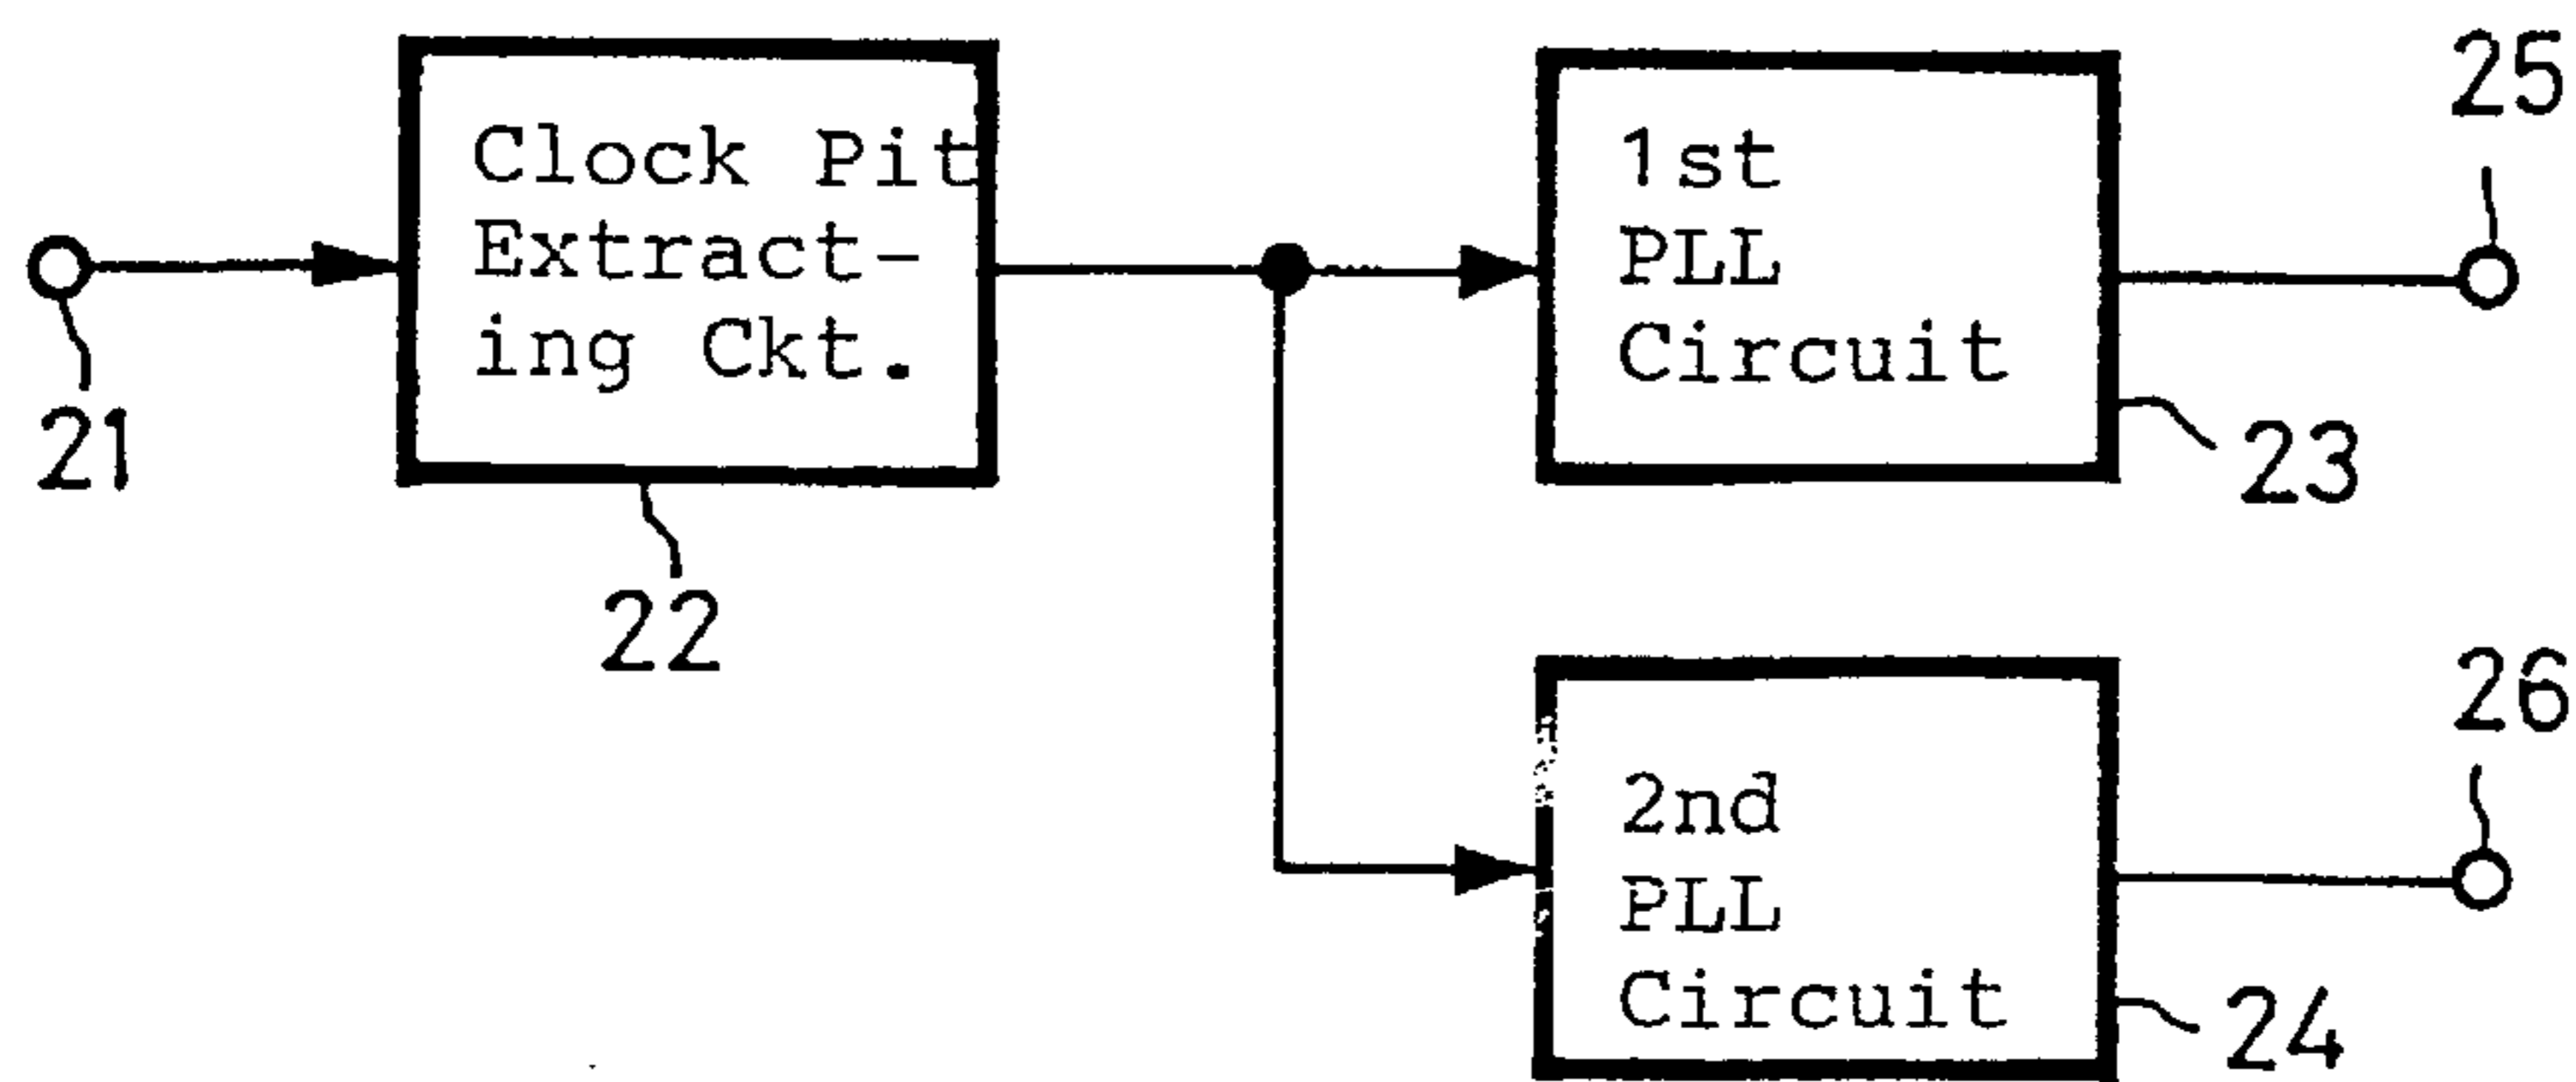 Clock Pit
Extract-
ing Ckt.
1st
PLL
Circuit
25
21
22
23
2nd
PLL
Circuit
26
24